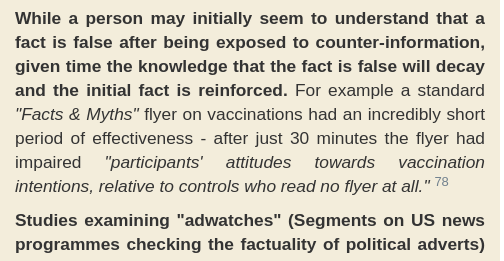 While a person may initially seem to understand that a
fact is false after being exposed to counter-information,
given time the knowledge that the fact is false will decay
and the initial fact is reinforced. For example a standard
"Facts & Myths" flyer on vaccinations had an incredibly short
period of effectiveness - after just 30 minutes the flyer had
impaired "participants' attitudes towards vaccination
intentions, relative to controls who read no flyer at all." 78
Studies examining "adwatches" (Segments on US news
programmes checking the factuality of political adverts)